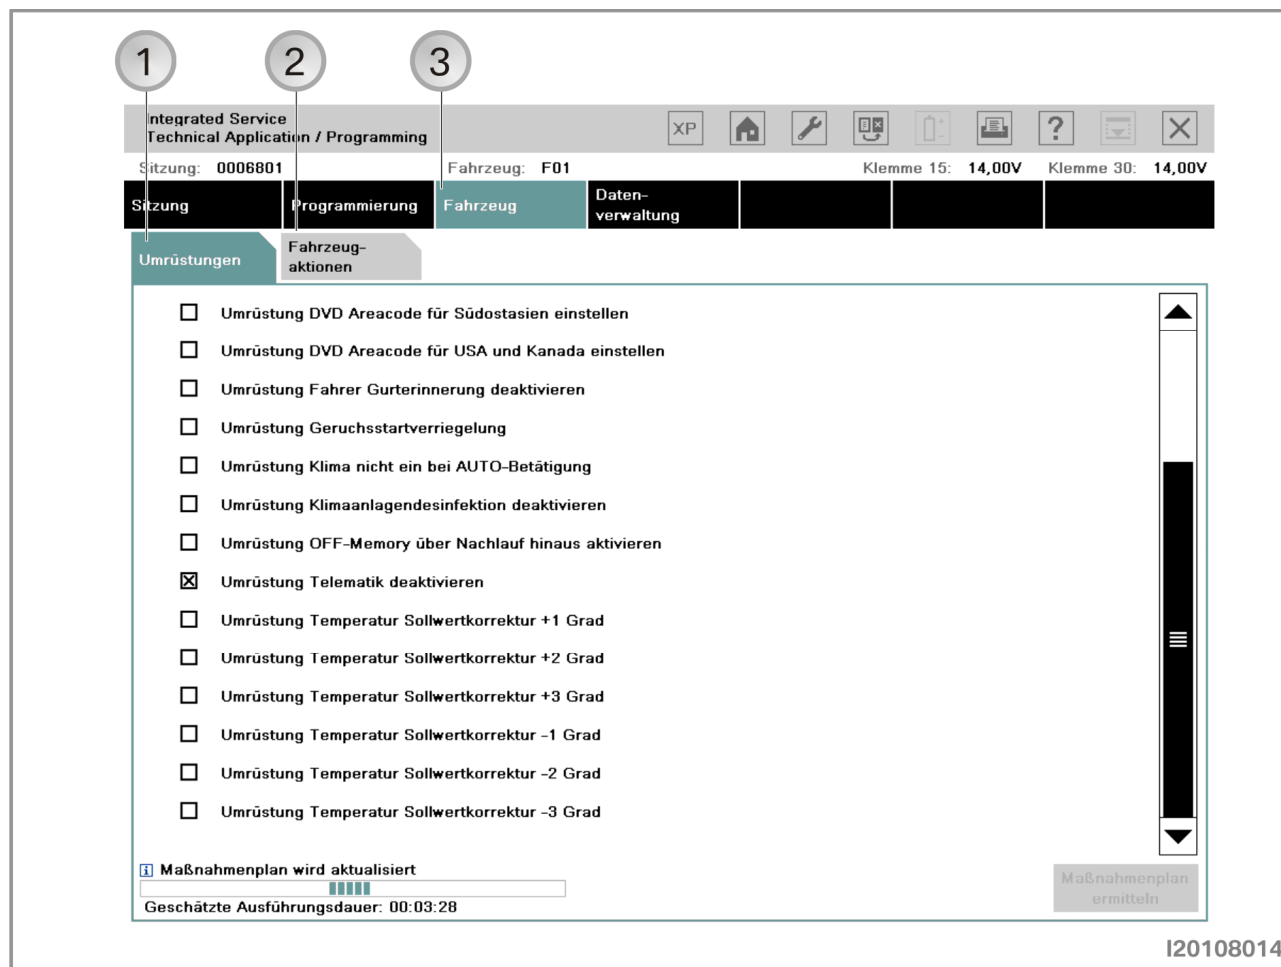 1
2
3
Integrated Service
Technical Application / Programming
XP
?
Sitzung: 0006801
Fahrzeug: F01
Klemme 15: 14,00V
Klemme 30: 14,00V
Sitzung
Programmierung
Fahrzeug
Daten-
verwaltung
Umrüstungen
Fahrzeug-
aktionen
Umrüstung DVD Areacode für Südostasien einstellen
Umrüstung DVD Areacode für USA und Kanada einstellen
Umrüstung Fahrer Gurterinnerung deaktivieren
Umrüstung Geruchsstartverriegelung
Umrüstung Klima nicht ein bei AUTO-Betätigung
Umrüstung Klimaanlagendesinfektion deaktivieren
Umrüstung OFF-Memory über Nachlauf hinaus aktivieren
Umrüstung Telematik deaktivieren
Umrüstung Temperatur Sollwertkorrektur +1 Grad
Umrüstung Temperatur Sollwertkorrektur +2 Grad
Umrüstung Temperatur Sollwertkorrektur +3 Grad
Umrüstung Temperatur Sollwertkorrektur -1 Grad
Umrüstung Temperatur Sollwertkorrektur -2 Grad
Umrüstung Temperatur Sollwertkorrektur -3 Grad
i Maßnahmenplan wird aktualisiert
Geschätzte Ausführungsdauer: 00:03:28
Maßnahmenplan
ermitteln
I20108014